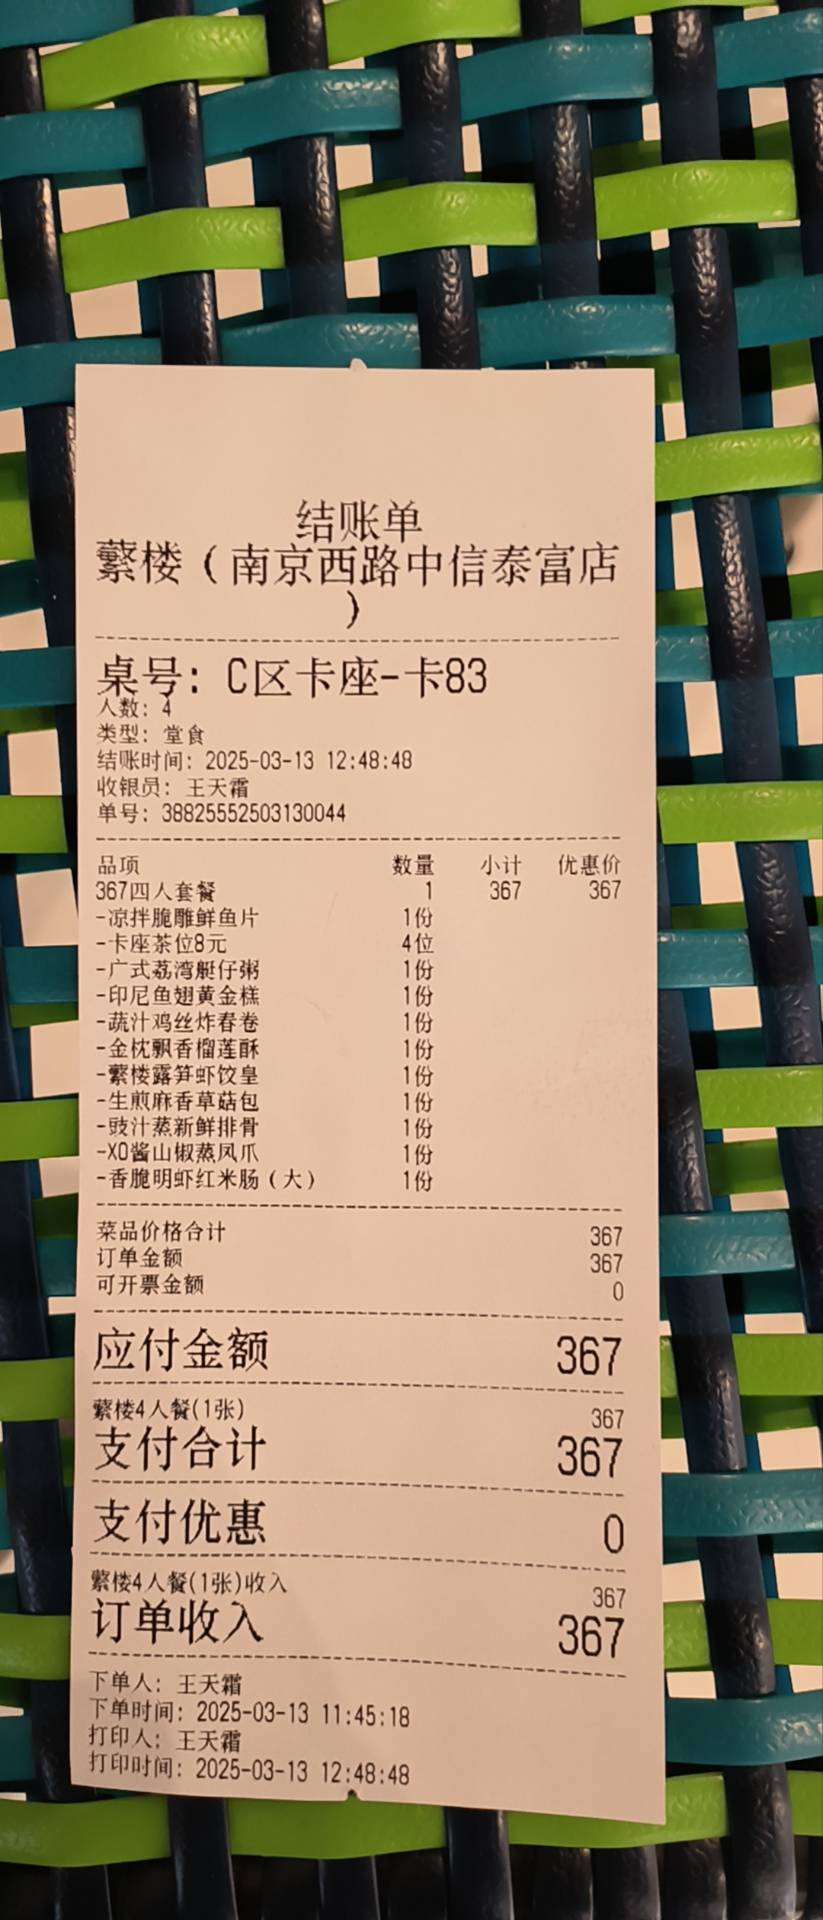 结账单
蘩楼（南京西路中信泰富店
）
桌号：C区卡座-卡83
人数：4
类型：堂食
结账时间：2025-03-13 12:48:48
收银员：王天霜
单号：38825552503130044
品项 数量 小计 优惠价
367四人套餐 1 367 367
-凉拌脆雕鲜鱼片 1份
-卡座茶位8元 4位
-广式荔湾艇仔粥 1份
-印尼鱼翅黄金糕 1份
-蔬汁鸡丝炸春卷 1份
-金枕飘香榴莲酥 1份
-蘩楼露笋虾饺皇 1份
-生煎麻香草菇包 1份
-豉汁蒸新鲜排骨 1份
-XO酱山椒蒸凤爪 1份
-香脆明虾红米肠（大） 1份
菜品价格合计 367
订单金额 367
可开票金额 0
应付金额 367
蘩楼4人餐(1张) 367
支付合计 367
支付优惠 0
蘩楼4人餐(1张)收入 367
订单收入 367
下单人：王天霜
下单时间：2025-03-13 11:45:18
打印人：王天霜
打印时间：2025-03-13 12:48:48